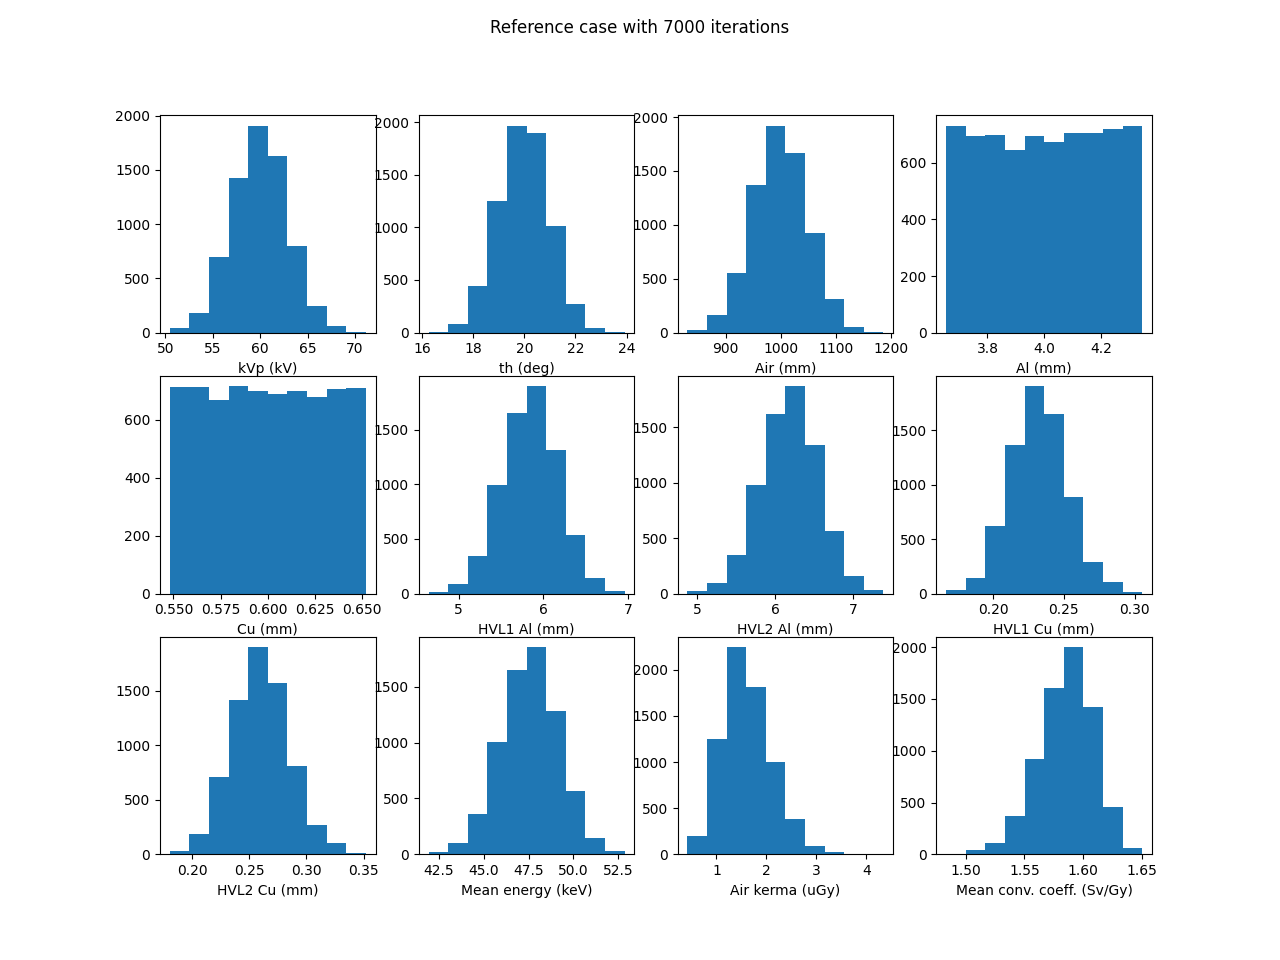 Reference case with 7000 iterations
2000
1500
1000
500
0
50 55 60 65 70
kVp (kV)
2000
1500
1000
500
0
16 18 20 22 24
th (deg)
2000
1500
1000
500
0
900 1000 1100 1200
Air (mm)
600
400
200
0
3.8 4.0 4.2
Al (mm)
600
400
200
0
0.550 0.575 0.600 0.625 0.650
Cu (mm)
1500
1000
500
0
5 6 7
HVL1 Al (mm)
1500
1000
500
0
5 6 7
HVL2 Al (mm)
1500
1000
500
0
0.20 0.25 0.30
HVL1 Cu (mm)
1500
1000
500
0
0.20 0.25 0.30 0.35
HVL2 Cu (mm)
1500
1000
500
0
42.5 45.0 47.5 50.0 52.5
Mean energy (keV)
2000
1500
1000
500
0
1 2 3 4
Air kerma (uGy)
2000
1500
1000
500
0
1.50 1.55 1.60 1.65
Mean conv. coeff. (Sv/Gy)